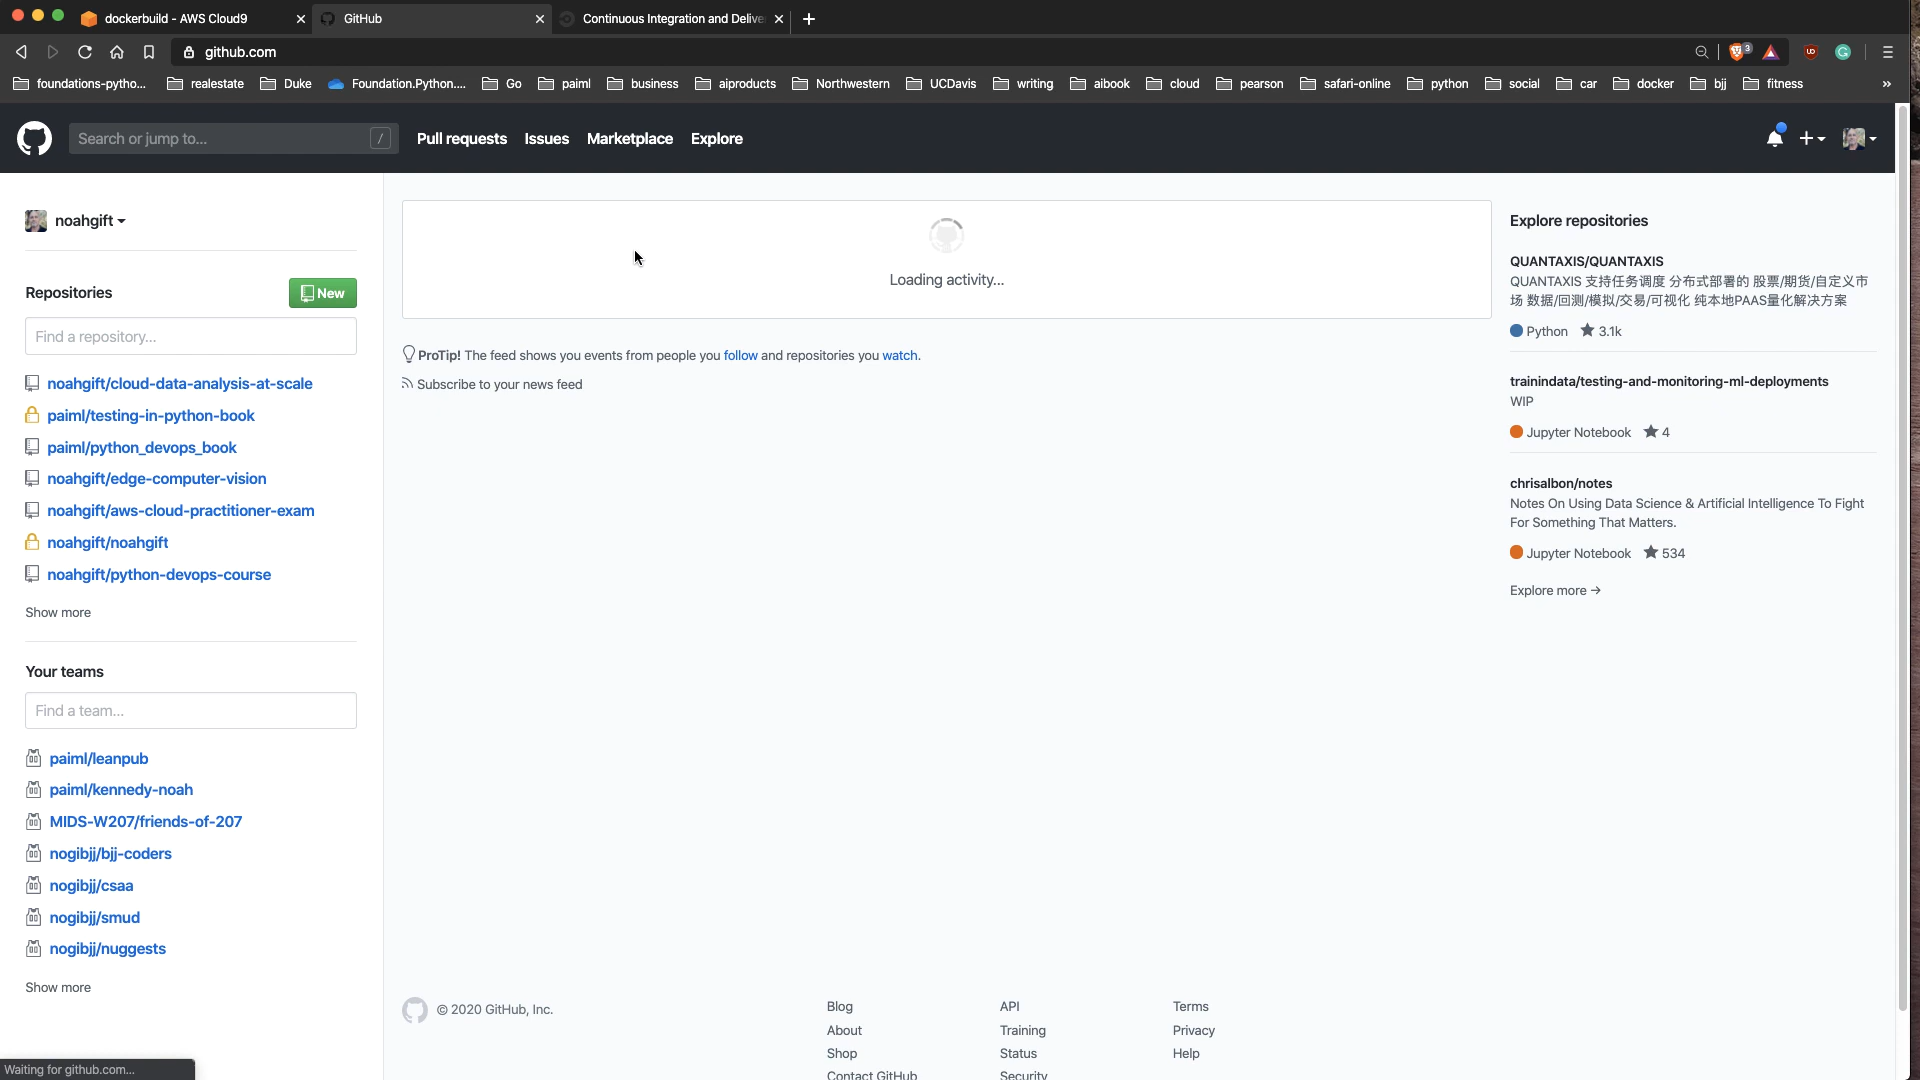 dockerbuild - AWS Cloud9
GitHub
Continuous Integration and Delive
github.com
3
foundations-pytho...
realestate
Duke
Foundation.Python....
Go
paiml
business
aiproducts
Northwestern
UCDavis
writing
aibook
cloud
pearson
safari-online
python
social
car
docker
bjj
fitness
»
Search or jump to...
/
Pull requests
Issues
Marketplace
Explore
noahgift
Repositories
New
Find a repository...
noahgift/cloud-data-analysis-at-scale
paiml/testing-in-python-book
paiml/python_devops_book
noahgift/edge-computer-vision
noahgift/aws-cloud-practitioner-exam
noahgift/noahgift
noahgift/python-devops-course
Show more
Your teams
Find a team...
paiml/leanpub
paiml/kennedy-noah
MIDS-W207/friends-of-207
nogibjj/bjj-coders
nogibjj/csaa
nogibjj/smud
nogibjj/nuggests
Show more
Loading activity...
ProTip! The feed shows you events from people you follow and repositories you watch.
Subscribe to your news feed
Explore repositories
QUANTAXIS/QUANTAXIS
QUANTAXIS 支持任务调度 分布式部署的 股票/期货/自定义市
场 数据/回测/模拟/交易/可视化 纯本地PAAS量化解决方案
Python 3.1k
trainindata/testing-and-monitoring-ml-deployments
WIP
Jupyter Notebook 4
chrisalbon/notes
Notes On Using Data Science & Artificial Intelligence To Fight
For Something That Matters.
Jupyter Notebook 534
Explore more →
© 2020 GitHub, Inc.
Blog
About
Shop
Contact GitHub
API
Training
Status
Security
Terms
Privacy
Help
Waiting for github.com...